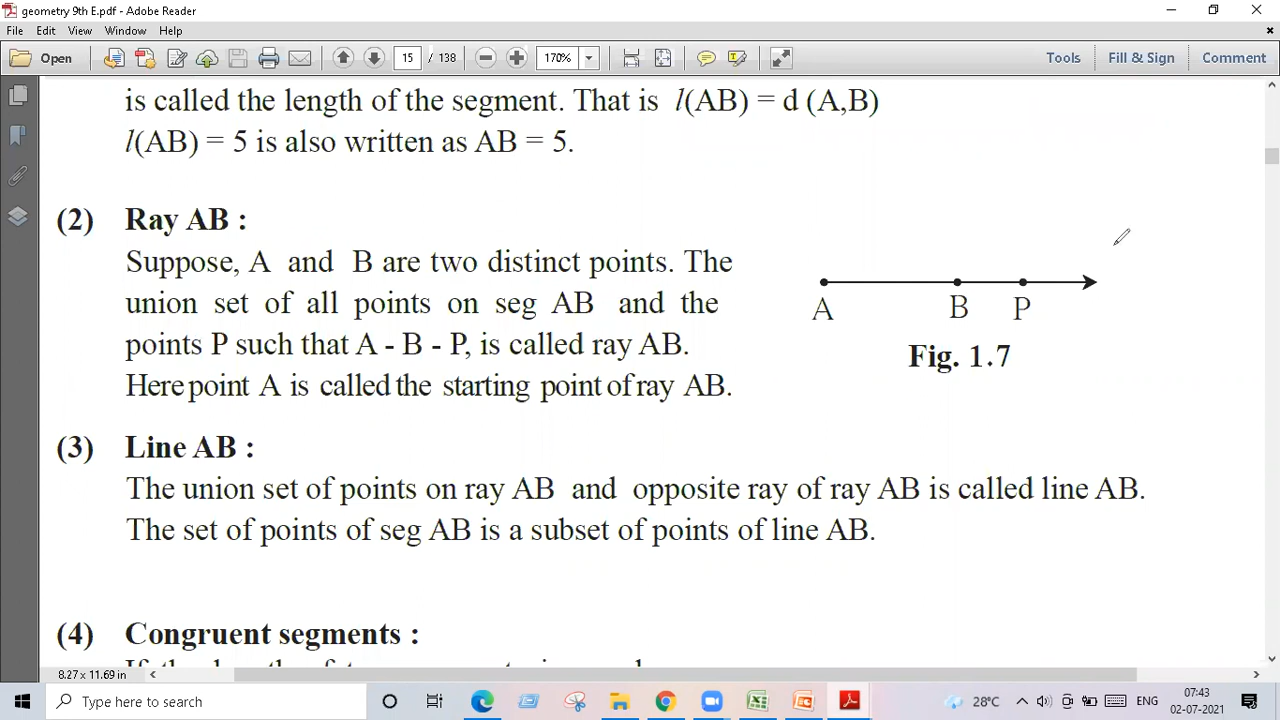 geometry 9th E.pdf - Adobe Reader
File Edit View Window Help
Open 15 / 138 170% Tools Fill & Sign Comment
is called the length of the segment. That is l(AB) = d (A,B)
l(AB) = 5 is also written as AB = 5.
(2) Ray AB :
Suppose, A and B are two distinct points. The
union set of all points on seg AB and the
points P such that A - B - P, is called ray AB.
Here point A is called the starting point of ray AB.
A B P
Fig. 1.7
(3) Line AB :
The union set of points on ray AB and opposite ray of ray AB is called line AB.
The set of points of seg AB is a subset of points of line AB.
(4) Congruent segments :
8.27 x 11.69 in
Type here to search
28°C ENG 07:43
02-07-2021